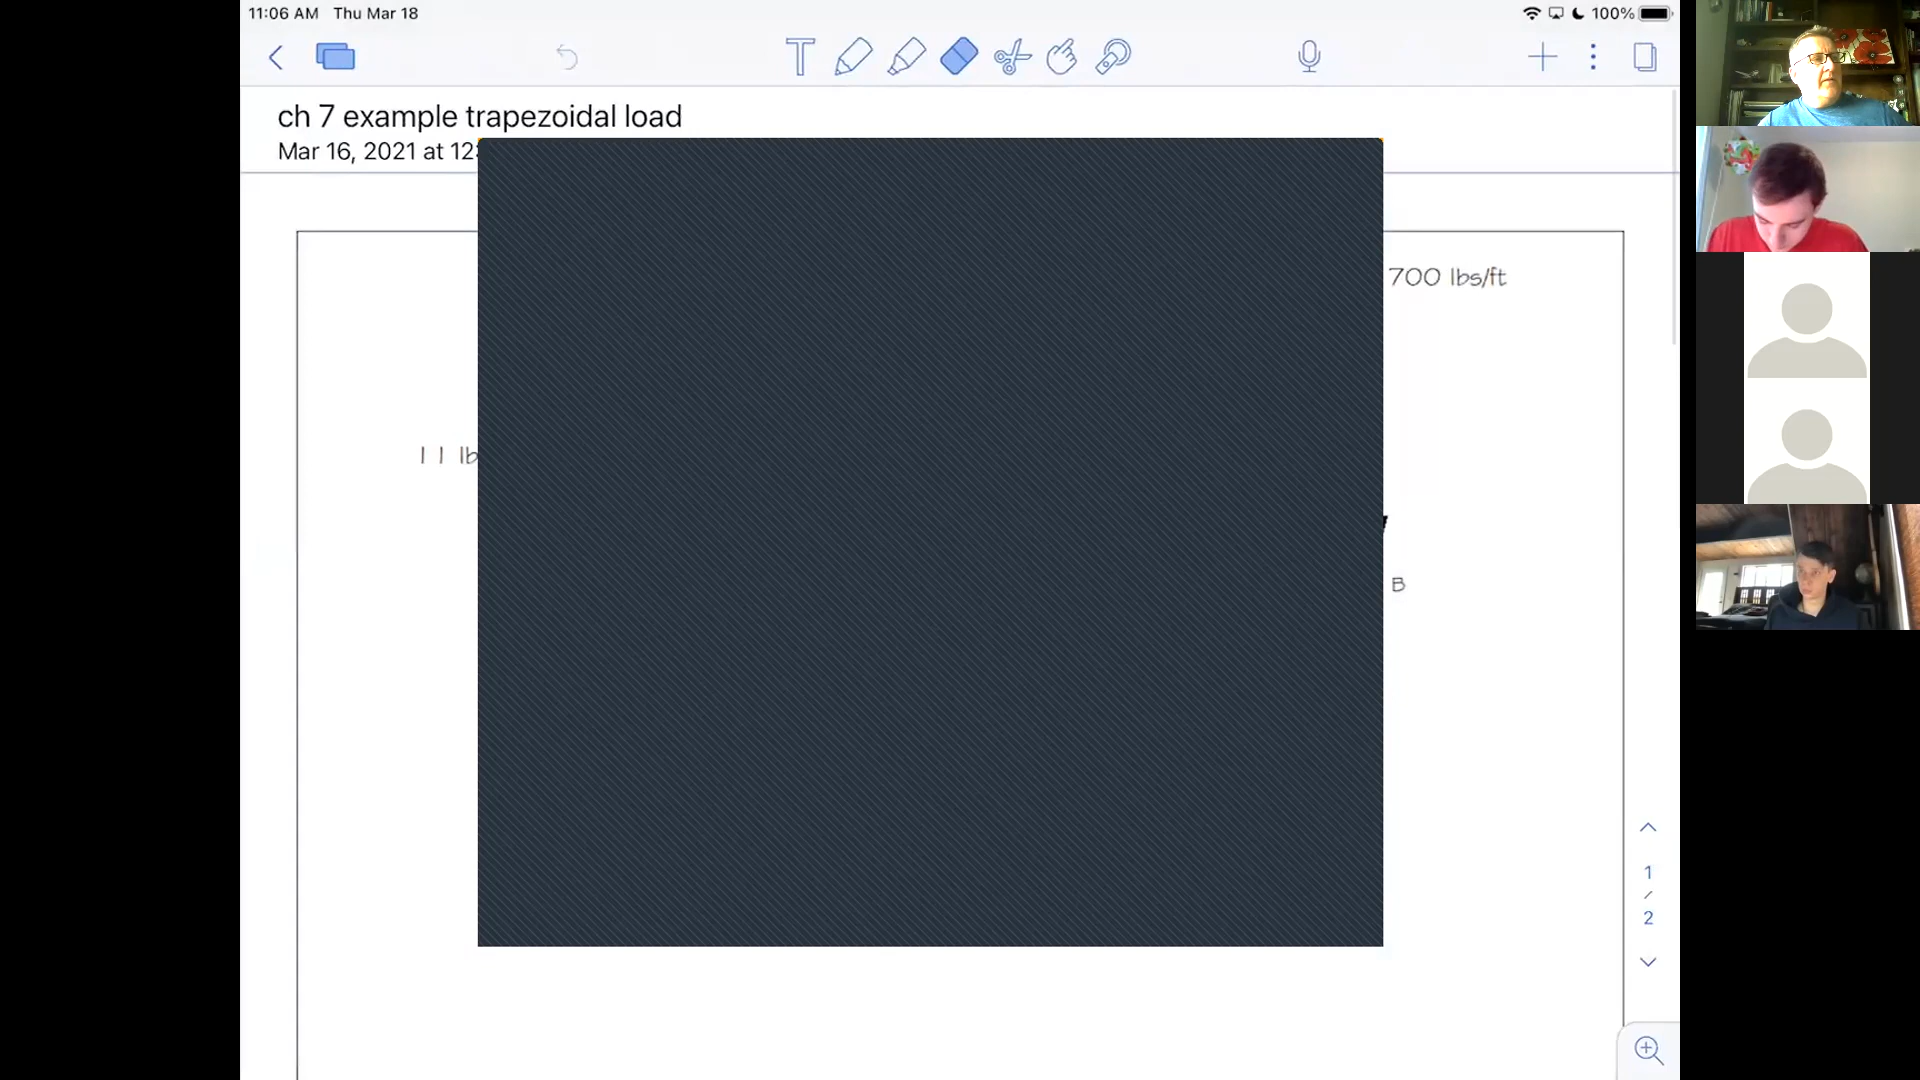 11:06 AM Thu Mar 18 100%
ch 7 example trapezoidal load
Mar 16, 2021 at
700 lbs/ft
B
1
/
2